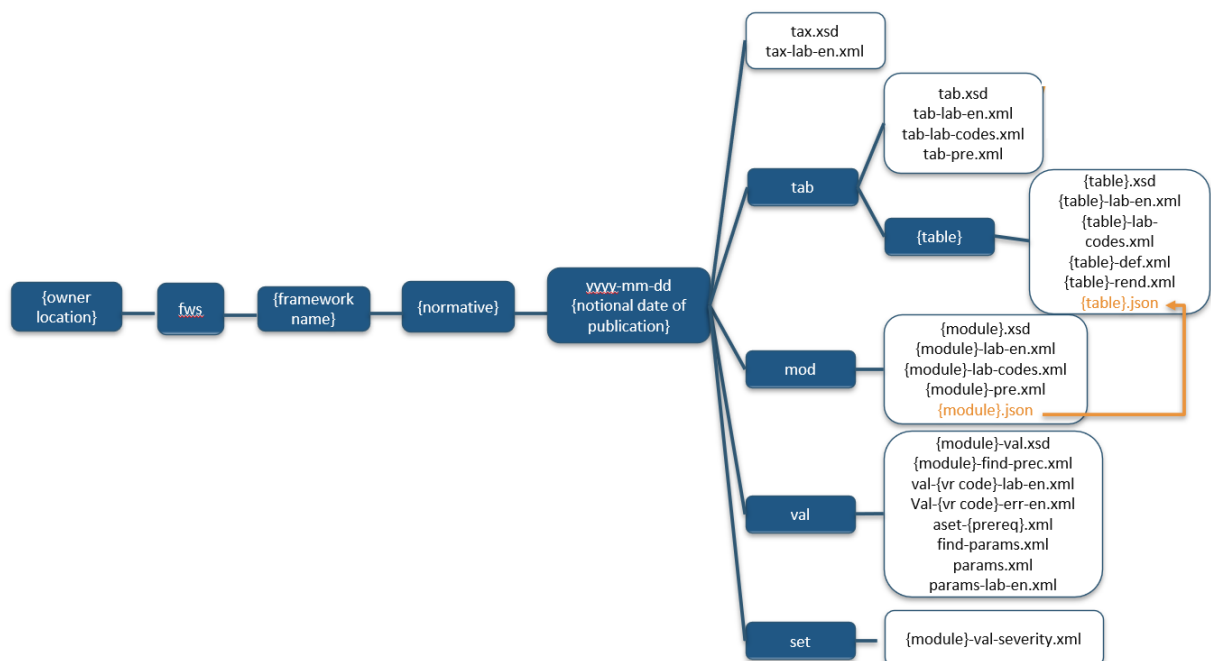 tax.xsd
tax-lab-en.xml
tab.xsd
tab-lab-en.xml
tab-lab-codes.xml
tab-pre.xml
tab
{table}
{table}.xsd
{table}-lab-en.xml
{table}-lab-
codes.xml
{table}-def.xml
{table}-rend.xml
{table}.json
{owner
location}
fws
{framework
name}
{normative}
yyyy-mm-dd
{notional date of
publication}
mod
{module}.xsd
{module}-lab-en.xml
{module}-lab-codes.xml
{module}-pre.xml
{module}.json
val
{module}-val.xsd
{module}-find-prec.xml
val-{vr code}-lab-en.xml
Val-{vr code}-err-en.xml
aset-{prereq}.xml
find-params.xml
params.xml
params-lab-en.xml
set
{module}-val-severity.xml